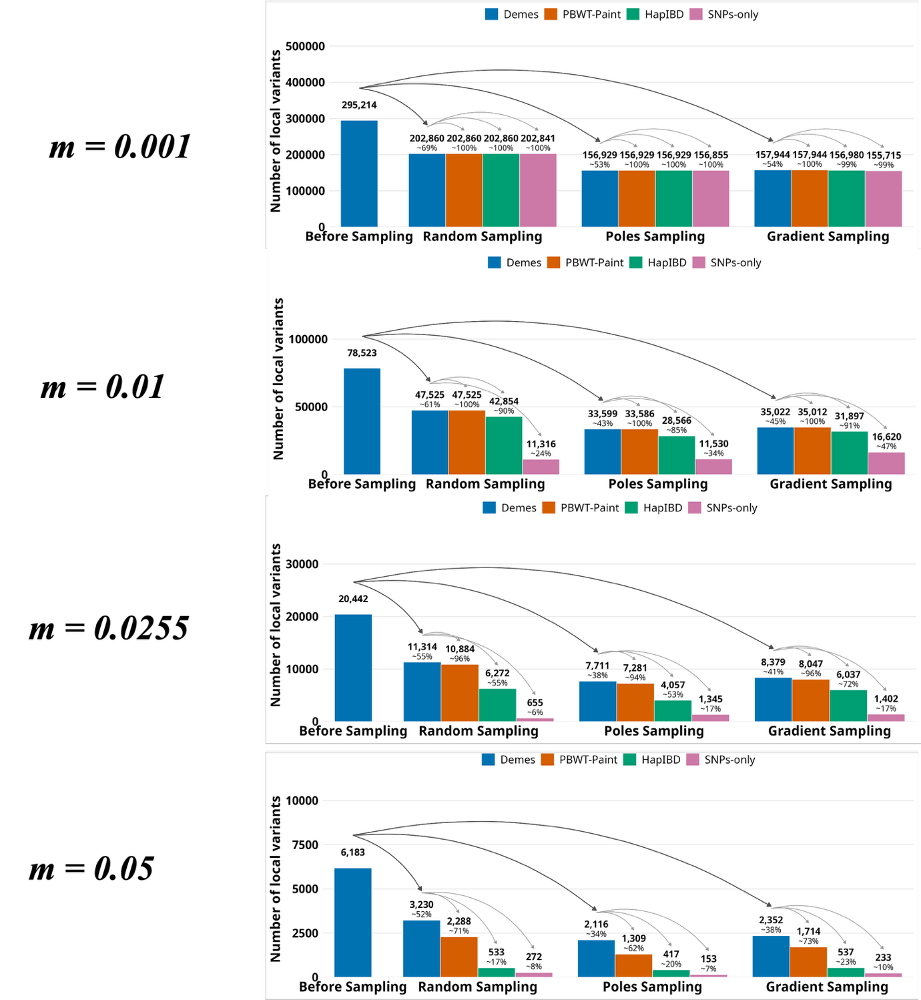 m = 0.001
Demes PBWT-Paint HapIBD SNPs-only
Number of local variants
500000
400000
300000
200000
100000
0
295,214
202,860 202,860 202,860 202,841
~69% ~100% ~100% ~100%
156,929 156,929 156,929 156,855
~53% ~100% ~100% ~100%
157,944 157,944 156,980 155,715
~54% ~100% ~99% ~99%
Before Sampling Random Sampling Poles Sampling Gradient Sampling
m = 0.01
Demes PBWT-Paint HapIBD SNPs-only
Number of local variants
100000
50000
0
78,523
47,525 47,525 42,854 11,316
~61% ~100% ~90% ~24%
33,599 33,586 28,566 11,530
~43% ~100% ~85% ~34%
35,022 35,012 31,897 16,620
~45% ~100% ~91% ~47%
Before Sampling Random Sampling Poles Sampling Gradient Sampling
m = 0.0255
Demes PBWT-Paint HapIBD SNPs-only
Number of local variants
30000
20000
10000
0
20,442
11,314 10,884 6,272 655
~55% ~96% ~55% ~6%
7,711 7,281 4,057 1,345
~38% ~94% ~53% ~17%
8,379 8,047 6,037 1,402
~41% ~96% ~72% ~17%
Before Sampling Random Sampling Poles Sampling Gradient Sampling
m = 0.05
Demes PBWT-Paint HapIBD SNPs-only
Number of local variants
10000
7500
5000
2500
0
6,183
3,230 2,288 533 272
~52% ~71% ~17% ~8%
2,116 1,309 417 153
~34% ~62% ~20% ~7%
2,352 1,714 537 233
~38% ~73% ~23% ~10%
Before Sampling Random Sampling Poles Sampling Gradient Sampling